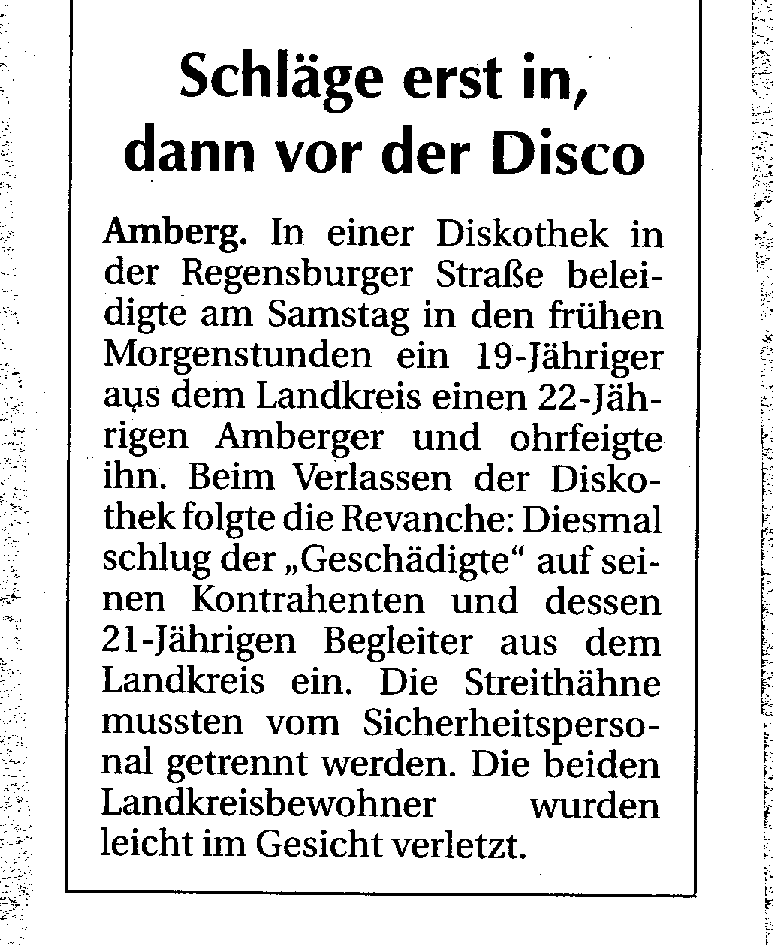 Schläge erst in,
dann vor der Disco
Amberg. In einer Diskothek in
der Regensburger Straße belei-
digte am Samstag in den frühen
Morgenstunden ein 19-Jähriger
aus dem Landkreis einen 22-Jäh-
rigen Amberger und ohrfeigte
ihn. Beim Verlassen der Disko-
thek folgte die Revanche: Diesmal
schlug der „Geschädigte“ auf sei-
nen Kontrahenten und dessen
21-Jährigen Begleiter aus dem
Landkreis ein. Die Streithähne
mussten vom Sicherheitsperso-
nal getrennt werden. Die beiden
Landkreisbewohner wurden
leicht im Gesicht verletzt.